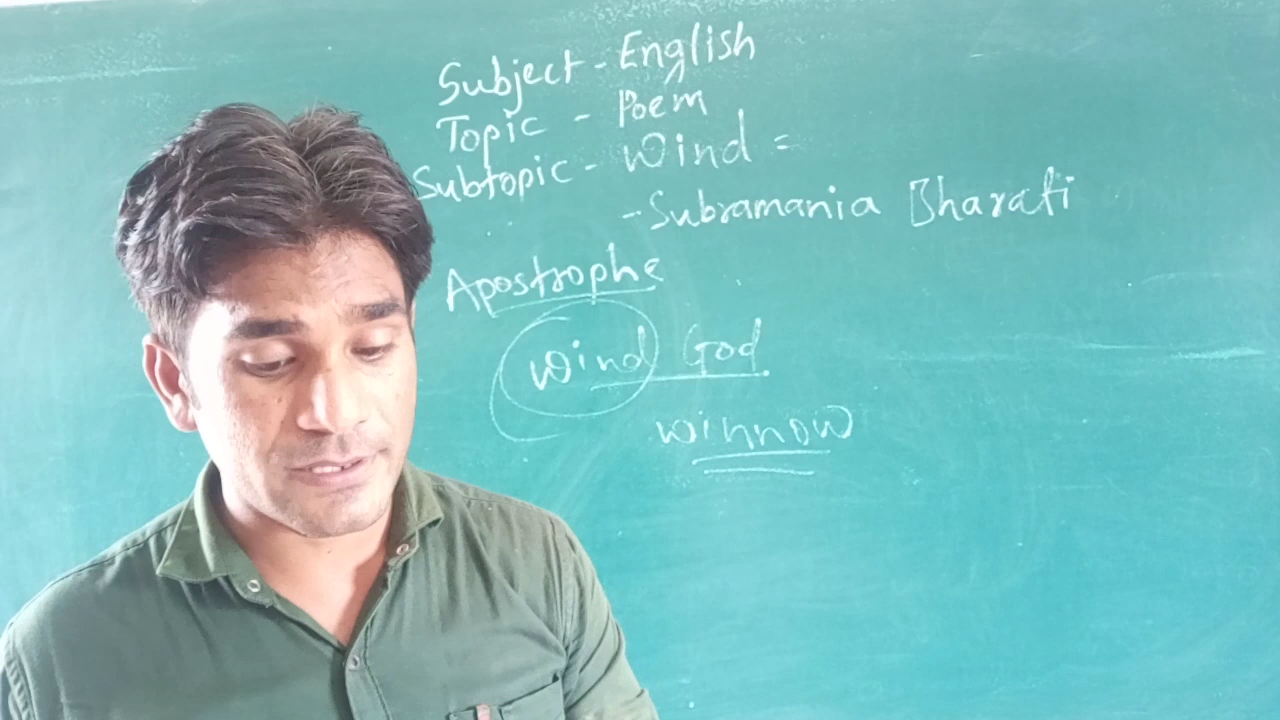 Subject - English
Topic - Poem
Subtopic - Wind =
- Subramania Bharati
Apostrophe
Wind God
winnow